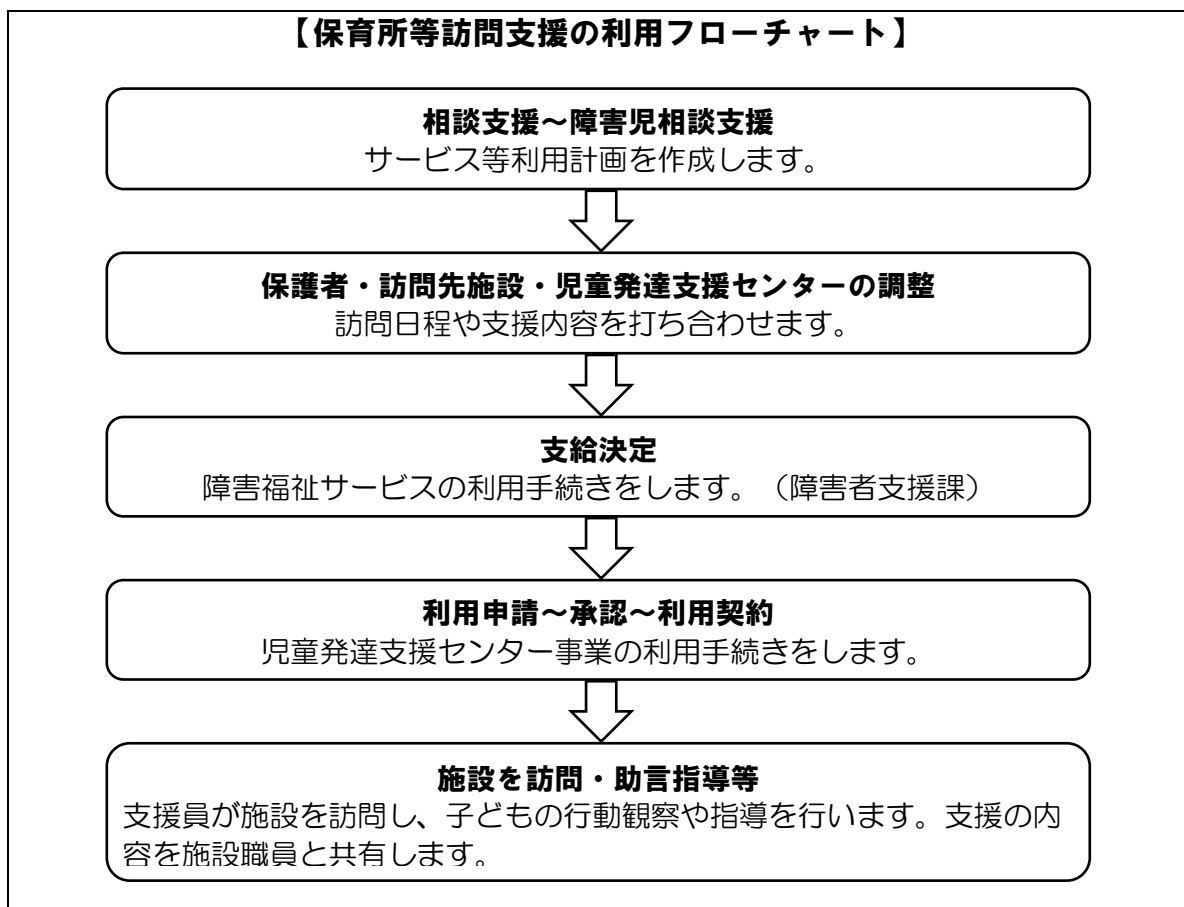 【保育所等訪問支援の利用フローチャート】
相談支援～障害児相談支援
サービス等利用計画を作成します。
保護者・訪問先施設・児童発達支援センターの調整
訪問日程や支援内容を打ち合わせます。
支給決定
障害福祉サービスの利用手続きをします。（障害者支援課）
利用申請～承認～利用契約
児童発達支援センター事業の利用手続きをします。
施設を訪問・助言指導等
支援員が施設を訪問し、子どもの行動観察や指導を行います。支援の内
容を施設職員と共有します。